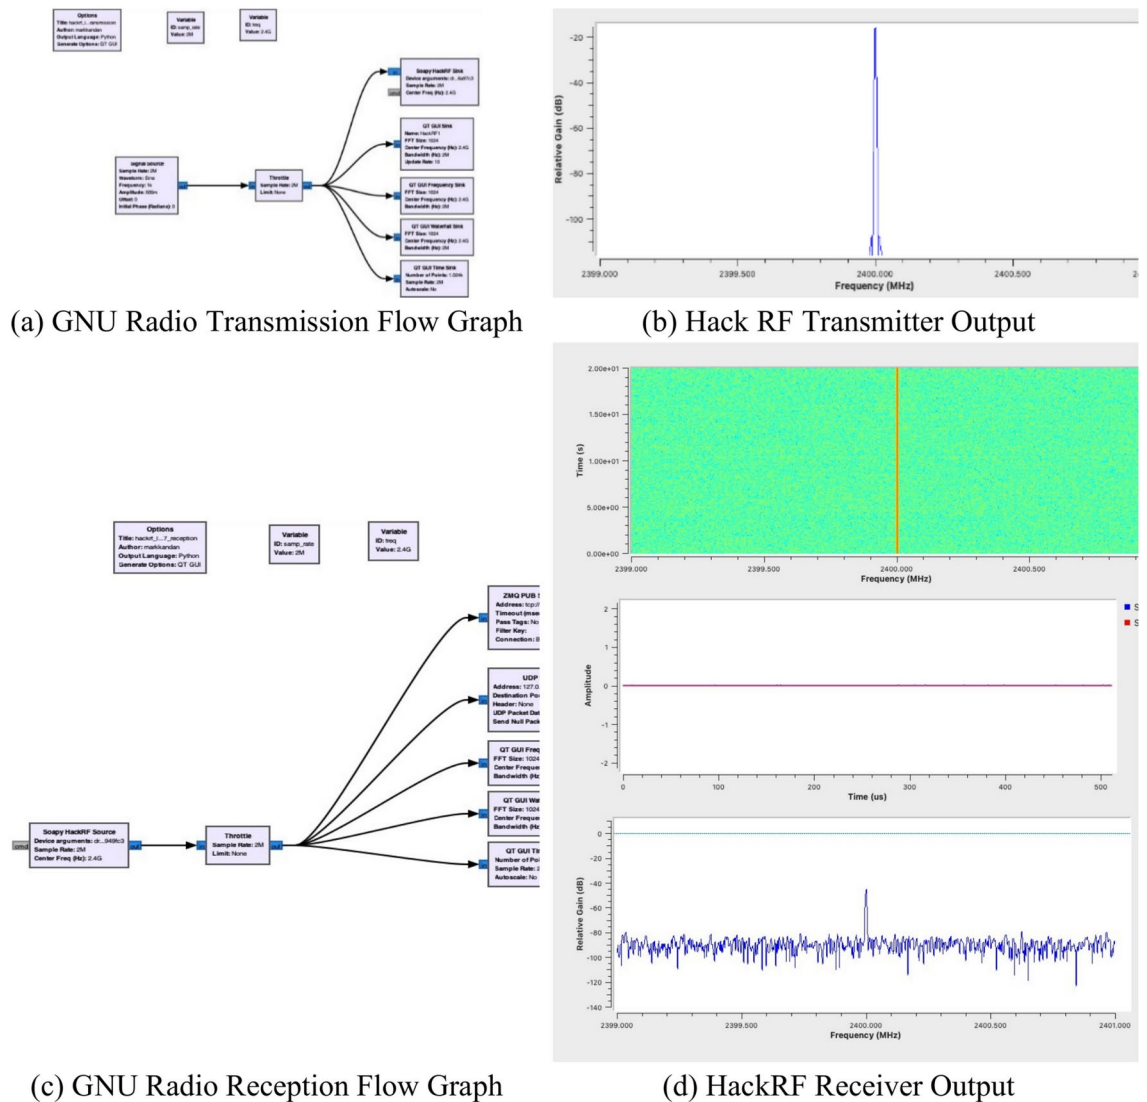 Options
Title: hackrf_i...ransmission
Author: markkandan
Output Language: Python
Generate Options: QT GUI
Variable
ID: samp_rate
Value: 2M
Variable
ID: freq
Value: 2.4G
Soapy HackRF Sink
Sample Rate: 2M
Center Freq (Hz): 2.4G
in
cmd
QT GUI Sink
Name: HackRF1
FFT Size: 1024
Center Frequency (Hz): 2.4G
Bandwidth (Hz): 2M
Update Rate: 10
QT GUI Frequency Sink
FFT Size: 1024
Center Frequency (Hz): 2.4G
Bandwidth (Hz): 2M
QT GUI Waterfall Sink
FFT Size: 1024
Center Frequency (Hz): 2.4G
Bandwidth (Hz): 2M
QT GUI Time Sink
Number of Points: 1.024k
Sample Rate: 2M
Autoscale: No
Signal Source
Sample Rate: 2M
Waveform: Sine
Frequency: 1k
Amplitude: 500m
Offset: 0
Initial Phase (Radians): 0
out
Throttle
Sample Rate: 2M
Limit: None
Relative Gain (dB)
-20
-40
-60
-80
-100
2399.000
2399.500
2400.000
2400.500
Frequency (MHz)
(a) GNU Radio Transmission Flow Graph
(b) Hack RF Transmitter Output
Options
Title: hackrf_i...7_reception
Author: markkandan
Output Language: Python
Generate Options: QT GUI
Variable
ID: samp_rate
Value: 2M
Variable
ID: freq
Value: 2.4G
ZMQ PUB S
Address: tcp://
Timeout (mse
Pass Tags: No
Filter Key:
Connection: B
UDP
Address: 127.0.
Destination Po
Header: None
UDP Packet Dat
Send Null Pack
QT GUI Freq
FFT Size: 1024
Center Freque
Bandwidth (Hz
QT GUI Wa
FFT Size: 1024
Center Freque
Bandwidth (Hz
QT GUI Ti
Number of Poi
Sample Rate: 2
Autoscale: No
cmd
Soapy HackRF Source
Device arguments: dr...949fc3
Sample Rate: 2M
Center Freq (Hz): 2.4G
out
in
Throttle
Sample Rate: 2M
Limit: None
out
Time (s)
2.00e+01
1.50e+01
1.00e+01
5.00e+00
0.00e+00
2399.000
2399.500
2400.000
2400.500
Frequency (MHz)
Amplitude
2
1
0
-1
-2
S
S
0
100
200
300
400
500
Time (us)
Relative Gain (dB)
0
-20
-40
-60
-80
-100
-120
-140
2399.000
2399.500
2400.000
2400.500
2401.000
Frequency (MHz)
(c) GNU Radio Reception Flow Graph
(d) HackRF Receiver Output